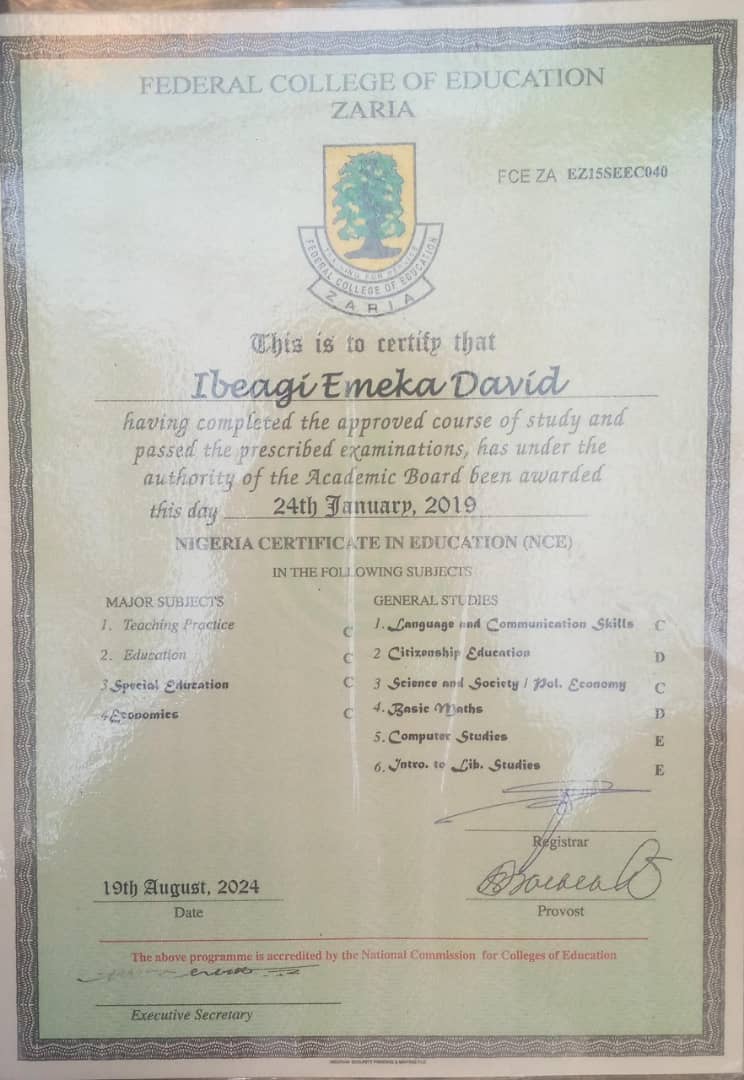 FEDERAL COLLEGE OF EDUCATION
ZARIA
FCE ZA EZ15SEEC040
TRAINING FOR SERVICE
FEDERAL COLLEGE OF EDUCATION
ZARIA
This is to certify that
Ibeagi Emeka David
having completed the approved course of study and
passed the prescribed examinations, has under the
authority of the Academic Board been awarded
this day 24th January, 2019
NIGERIA CERTIFICATE IN EDUCATION (NCE)
IN THE FOLLOWING SUBJECTS
MAJOR SUBJECTS
1. Teaching Practice C
2. Education C
3 Special Education C
4 Economics C
GENERAL STUDIES
1. Language and Communication Skills C
2 Citizenship Education D
3 Science and Society / Pol. Economy C
4. Basic Maths D
5. Computer Studies E
6. Intro. to Lib. Studies E
Registrar
19th August, 2024
Date
Provost
The above programme is accredited by the National Commission for Colleges of Education
Executive Secretary